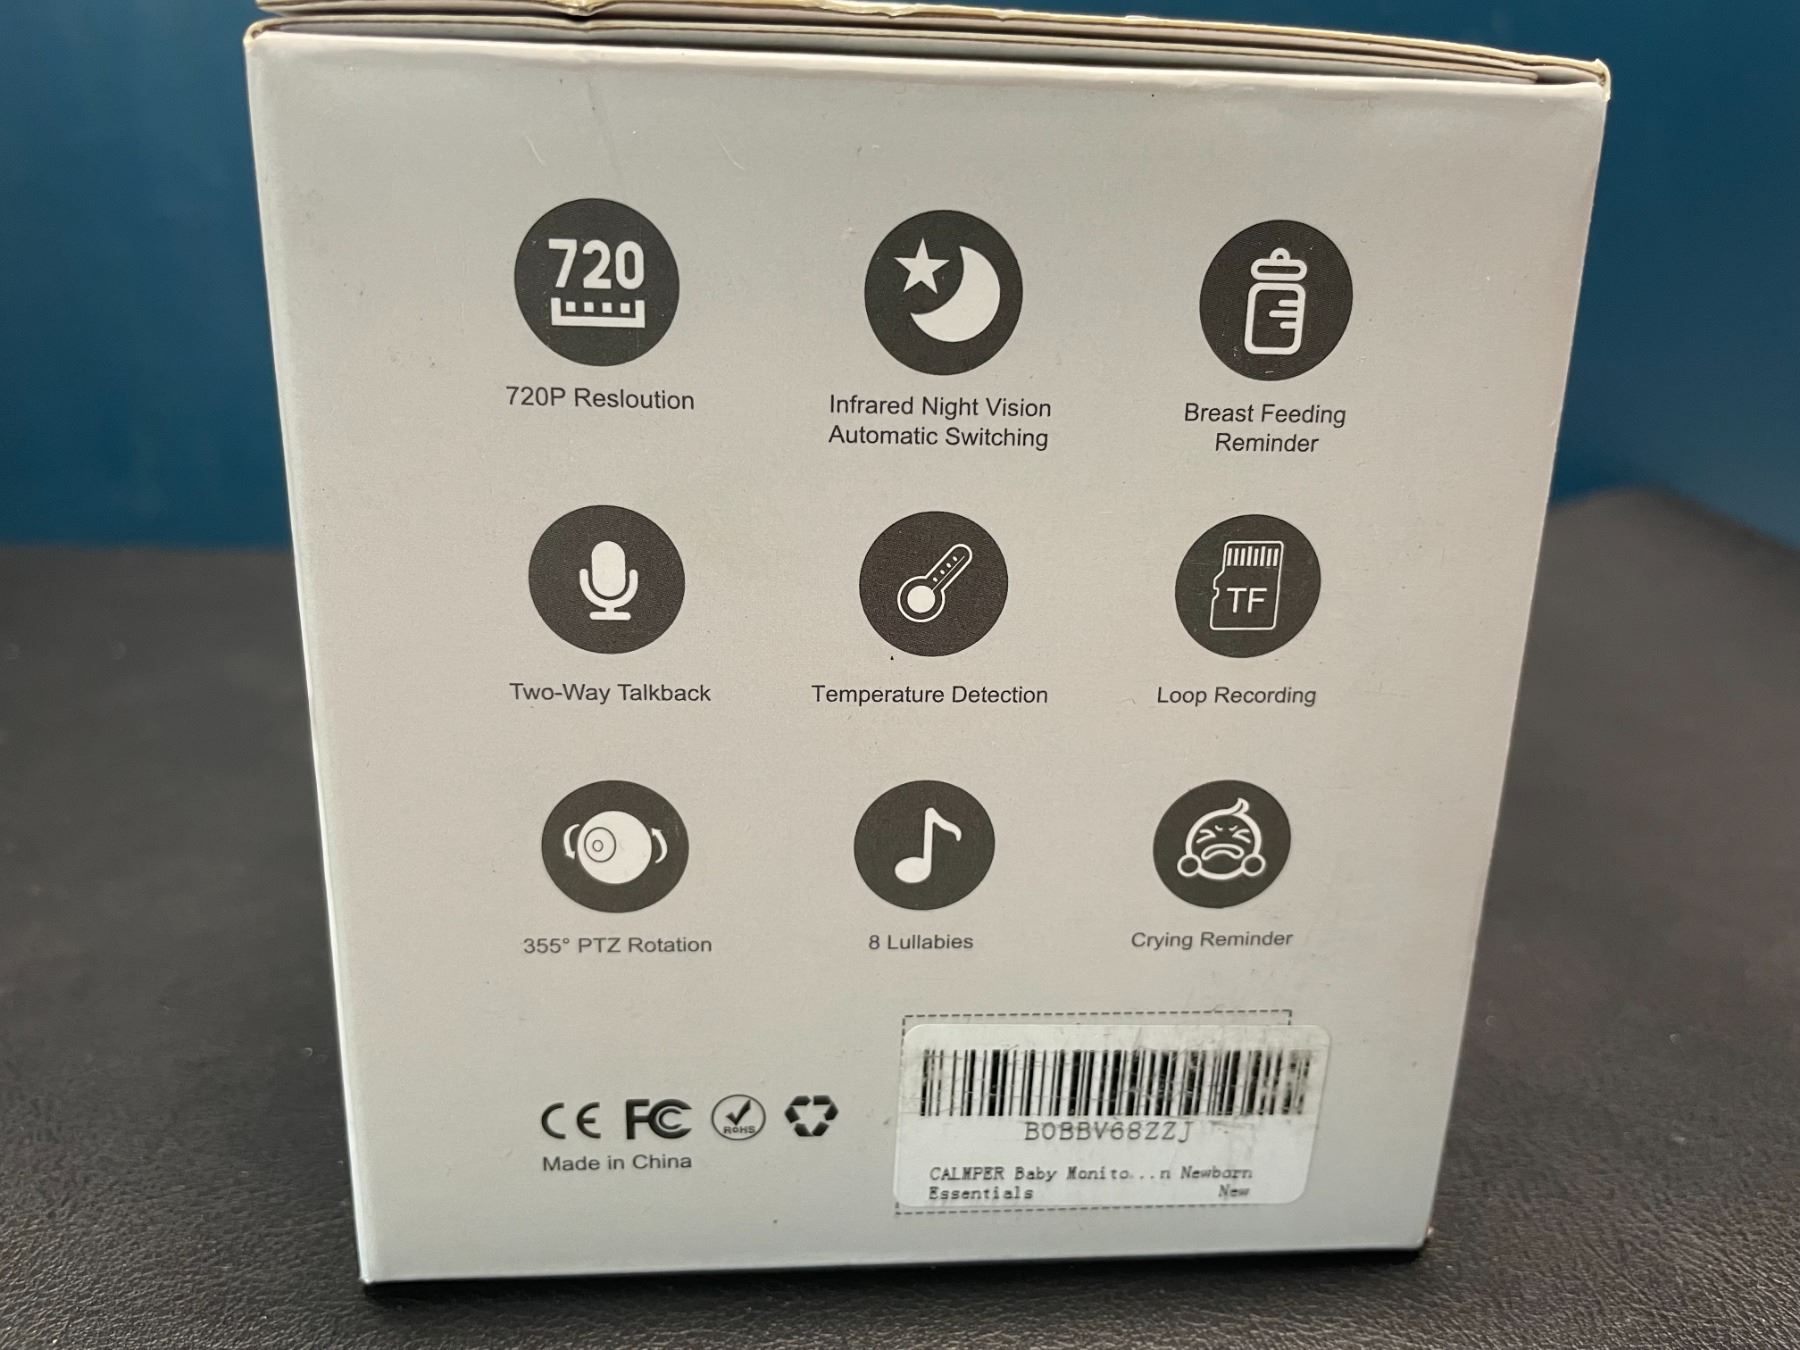 720
720P Resloution
Infrared Night Vision
Automatic Switching
Breast Feeding
Reminder
Two-Way Talkback
Temperature Detection
TF
Loop Recording
355° PTZ Rotation
8 Lullabies
Crying Reminder
CE FC ROHS
Made in China
B0BBV68ZZJ
CALMPER Baby Monito...n Newborn
Essentials New